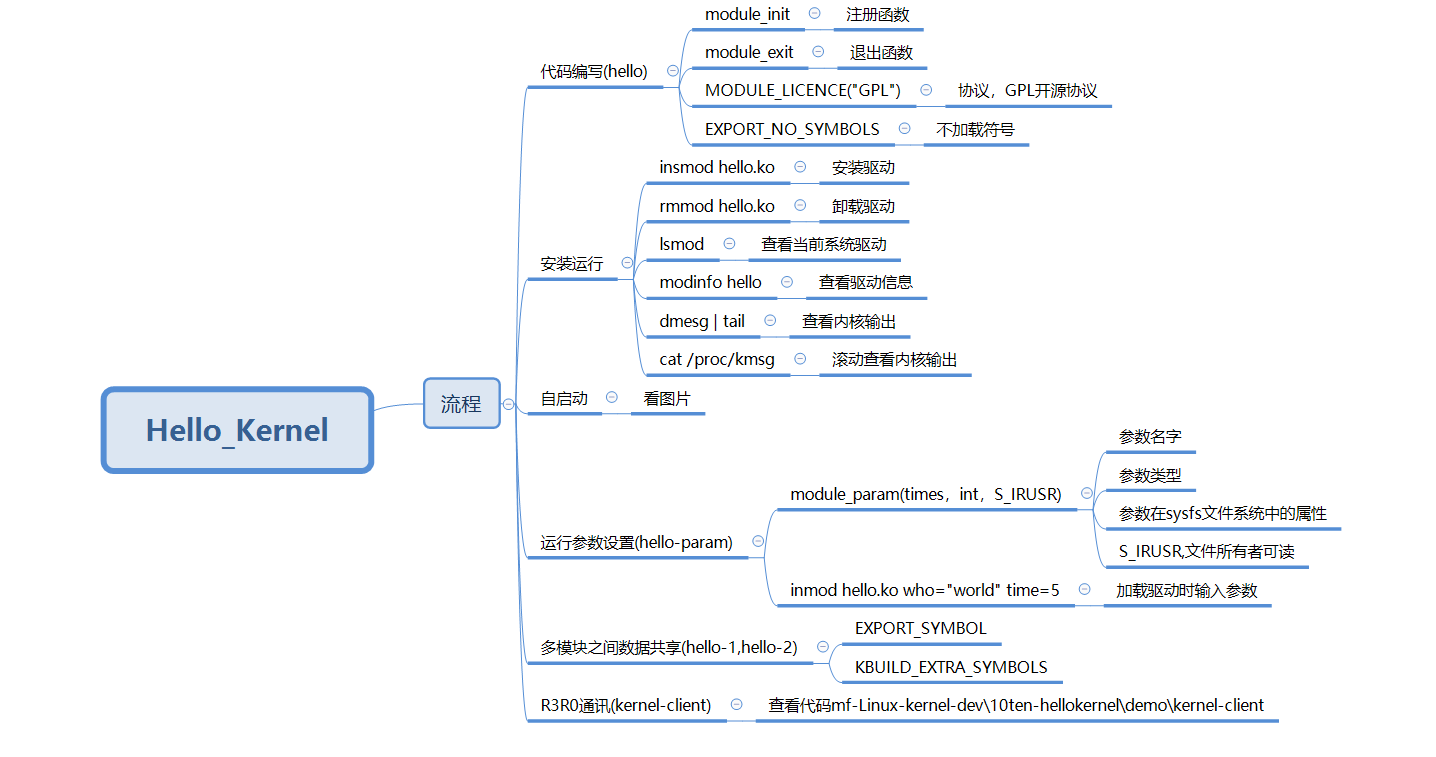 Hello_Kernel
流程
代码编写(hello)
module_init
注册函数
module_exit
退出函数
MODULE_LICENCE("GPL")
协议，GPL开源协议
EXPORT_NO_SYMBOLS
不加载符号
安装运行
insmod hello.ko
安装驱动
rmmod hello.ko
卸载驱动
lsmod
查看当前系统驱动
modinfo hello
查看驱动信息
dmesg | tail
查看内核输出
cat /proc/kmsg
滚动查看内核输出
自启动
看图片
运行参数设置(hello-param)
module_param(times，int，S_IRUSR)
参数名字
参数类型
参数在sysfs文件系统中的属性
S_IRUSR,文件所有者可读
inmod hello.ko who="world" time=5
加载驱动时输入参数
多模块之间数据共享(hello-1,hello-2)
EXPORT_SYMBOL
KBUILD_EXTRA_SYMBOLS
R3R0通讯(kernel-client)
查看代码mf-Linux-kernel-dev\10ten-hellokernel\demo\kernel-client